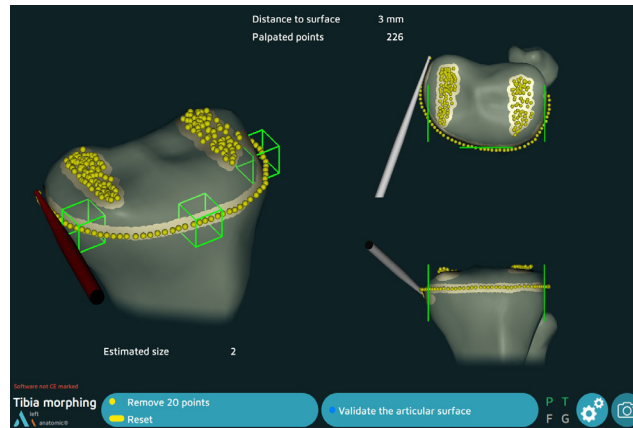 Distance to surface 3 mm
Palpated points 226
Estimated size 2
Software not CE marked
Tibia morphing
left
anatomic®
Remove 20 points
Reset
Validate the articular surface
P T
F G